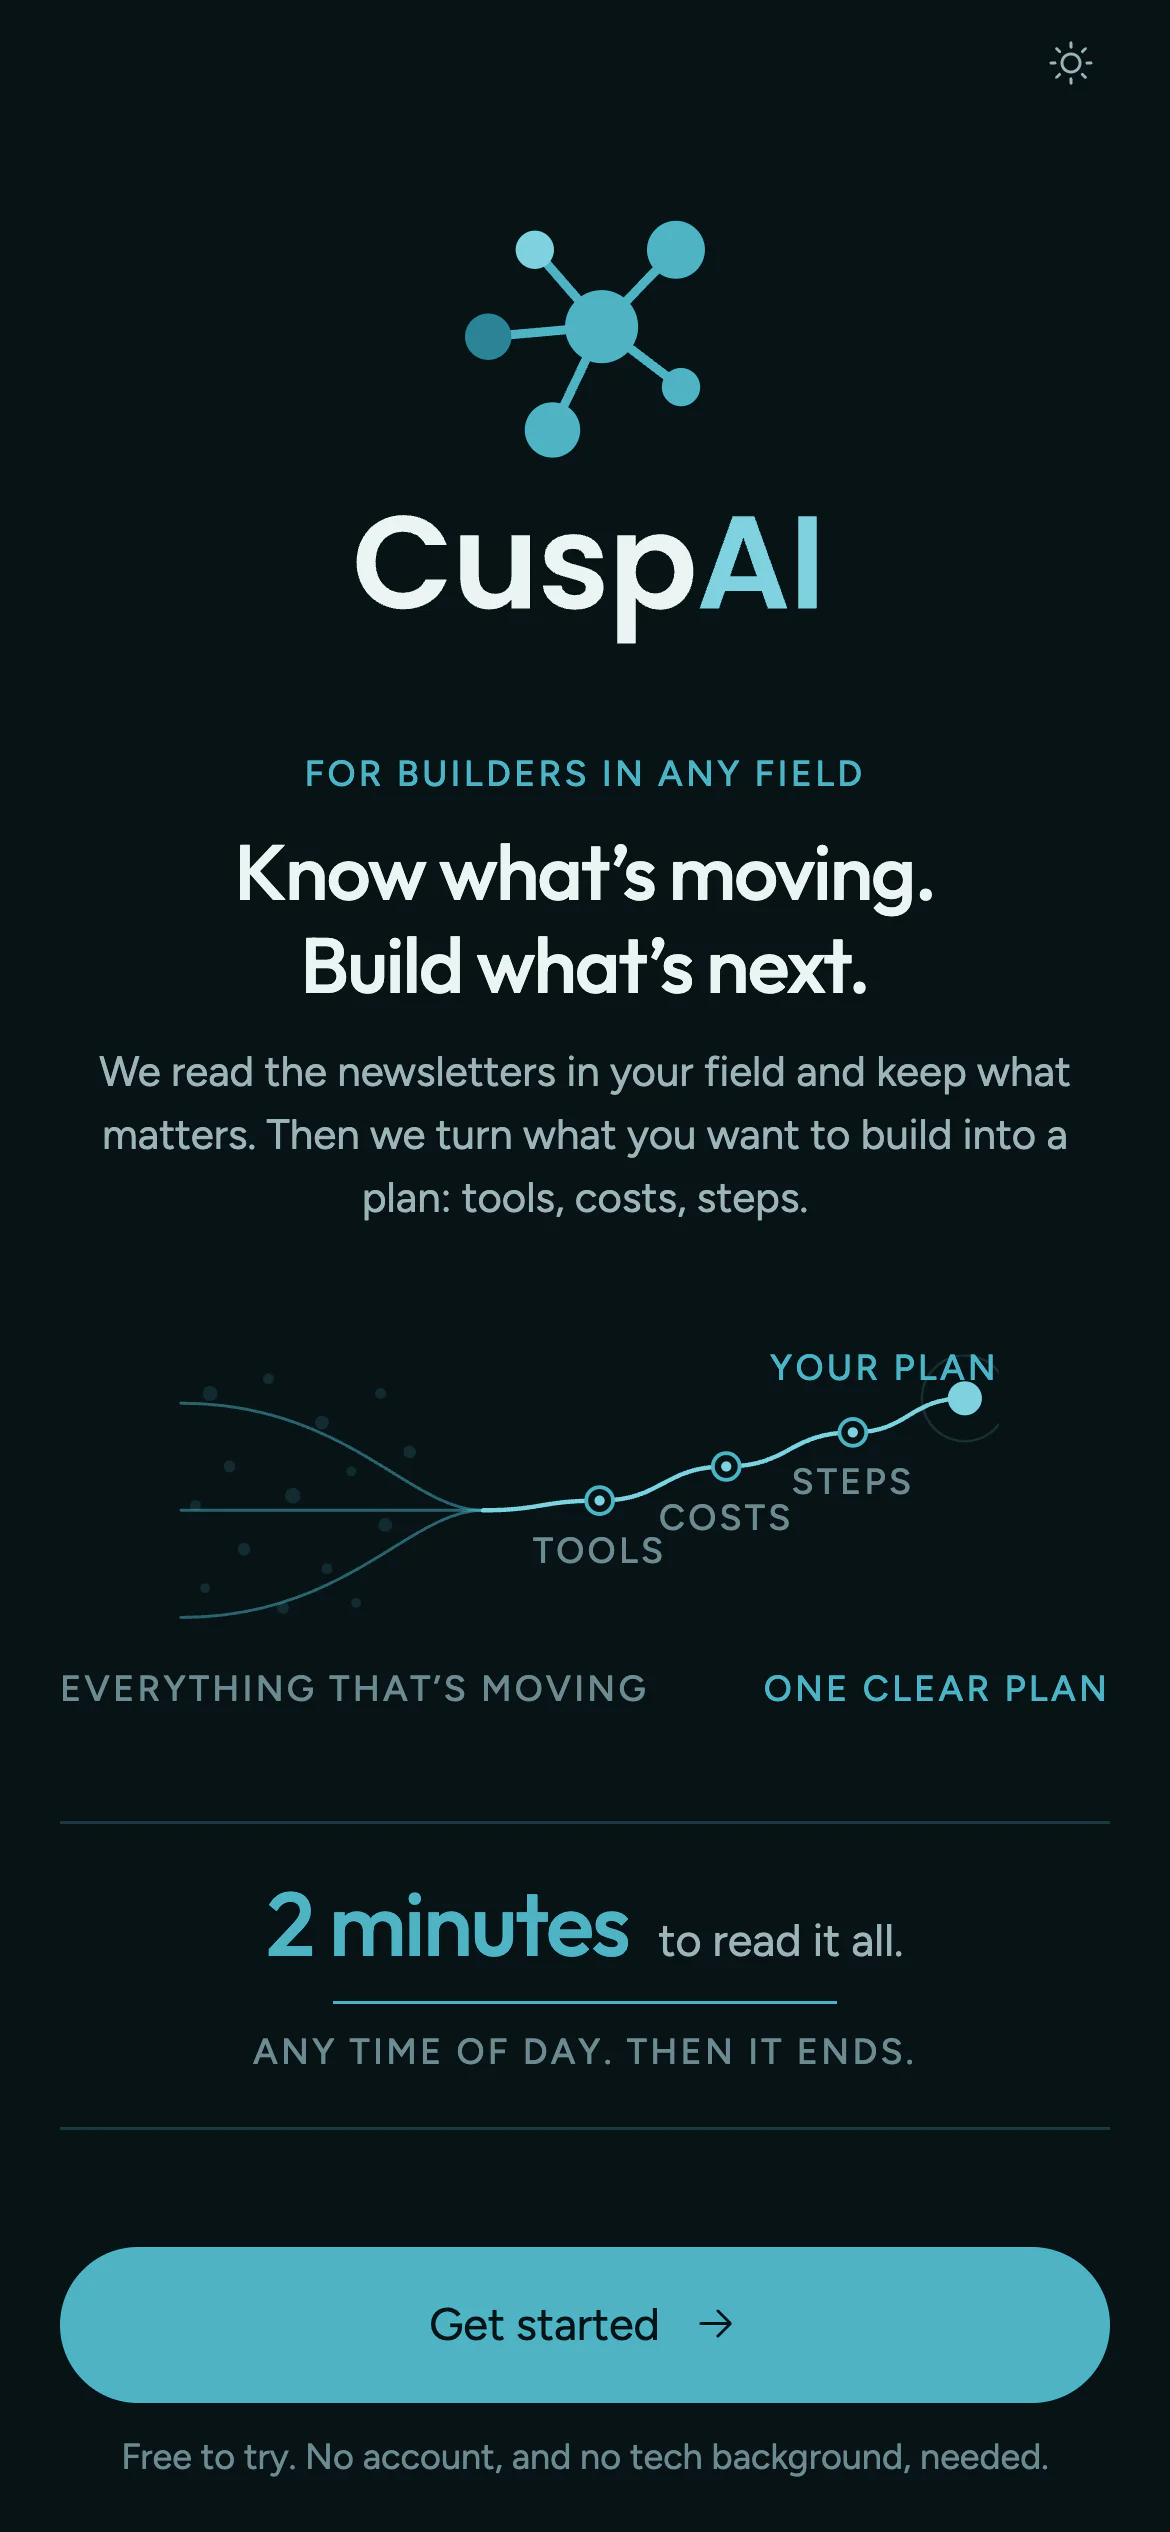 CuspAI
FOR BUILDERS IN ANY FIELD
Know what’s moving.
Build what’s next.
We read the newsletters in your field and keep what
matters. Then we turn what you want to build into a
plan: tools, costs, steps.
YOUR PLAN
STEPS
COSTS
TOOLS
EVERYTHING THAT’S MOVING
ONE CLEAR PLAN
2 minutes to read it all.
ANY TIME OF DAY. THEN IT ENDS.
Get started →
Free to try. No account, and no tech background, needed.